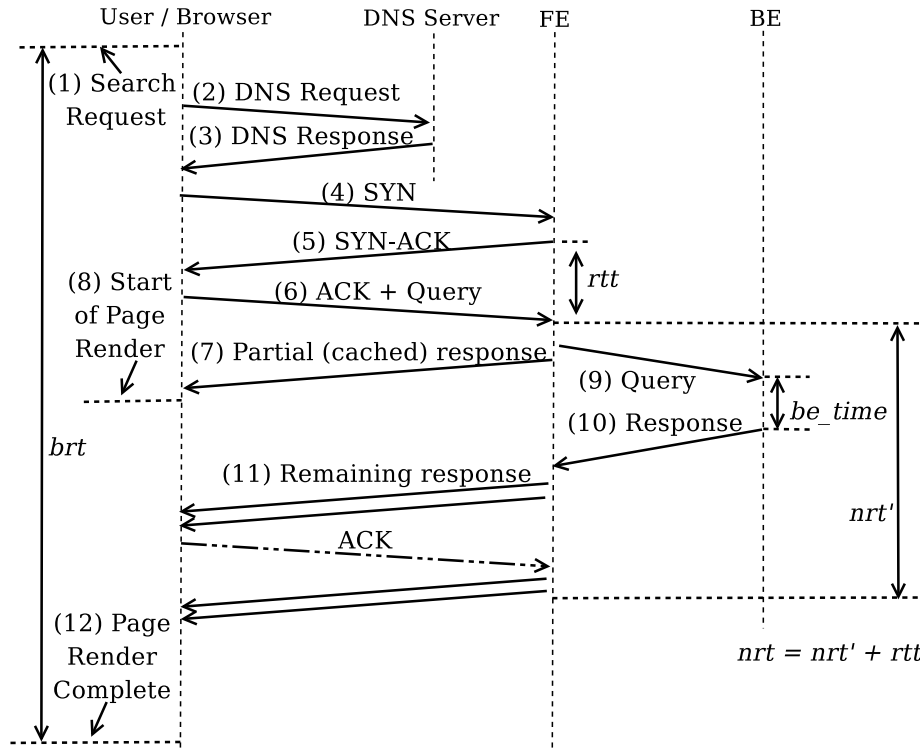 User / Browser
DNS Server
FE
BE
(1) Search
Request
(2) DNS Request
(3) DNS Response
(4) SYN
(5) SYN-ACK
rtt
(8) Start
of Page
Render
(6) ACK + Query
(7) Partial (cached) response
(9) Query
be_time
(10) Response
brt
(11) Remaining response
nrt'
ACK
(12) Page
Render
Complete
nrt = nrt' + rtt